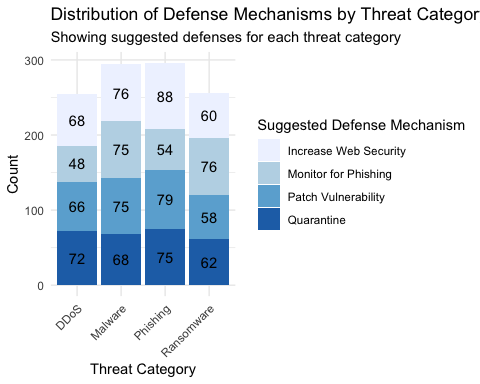 Distribution of Defense Mechanisms by Threat Categor
Showing suggested defenses for each threat category
300
200
100
0
Count
68
48
66
72
76
75
75
68
88
54
79
75
60
76
58
62
DDoS
Malware
Phishing
Ransomware
Threat Category
Suggested Defense Mechanism
Increase Web Security
Monitor for Phishing
Patch Vulnerability
Quarantine